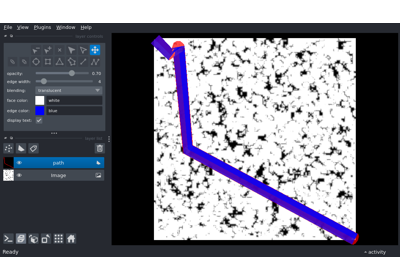 File View Plugins Window Help
opacity: 0.70
edge width: 4
blending: translucent
face color: white
edge color: blue
display text:
path
Image
Ready
activity